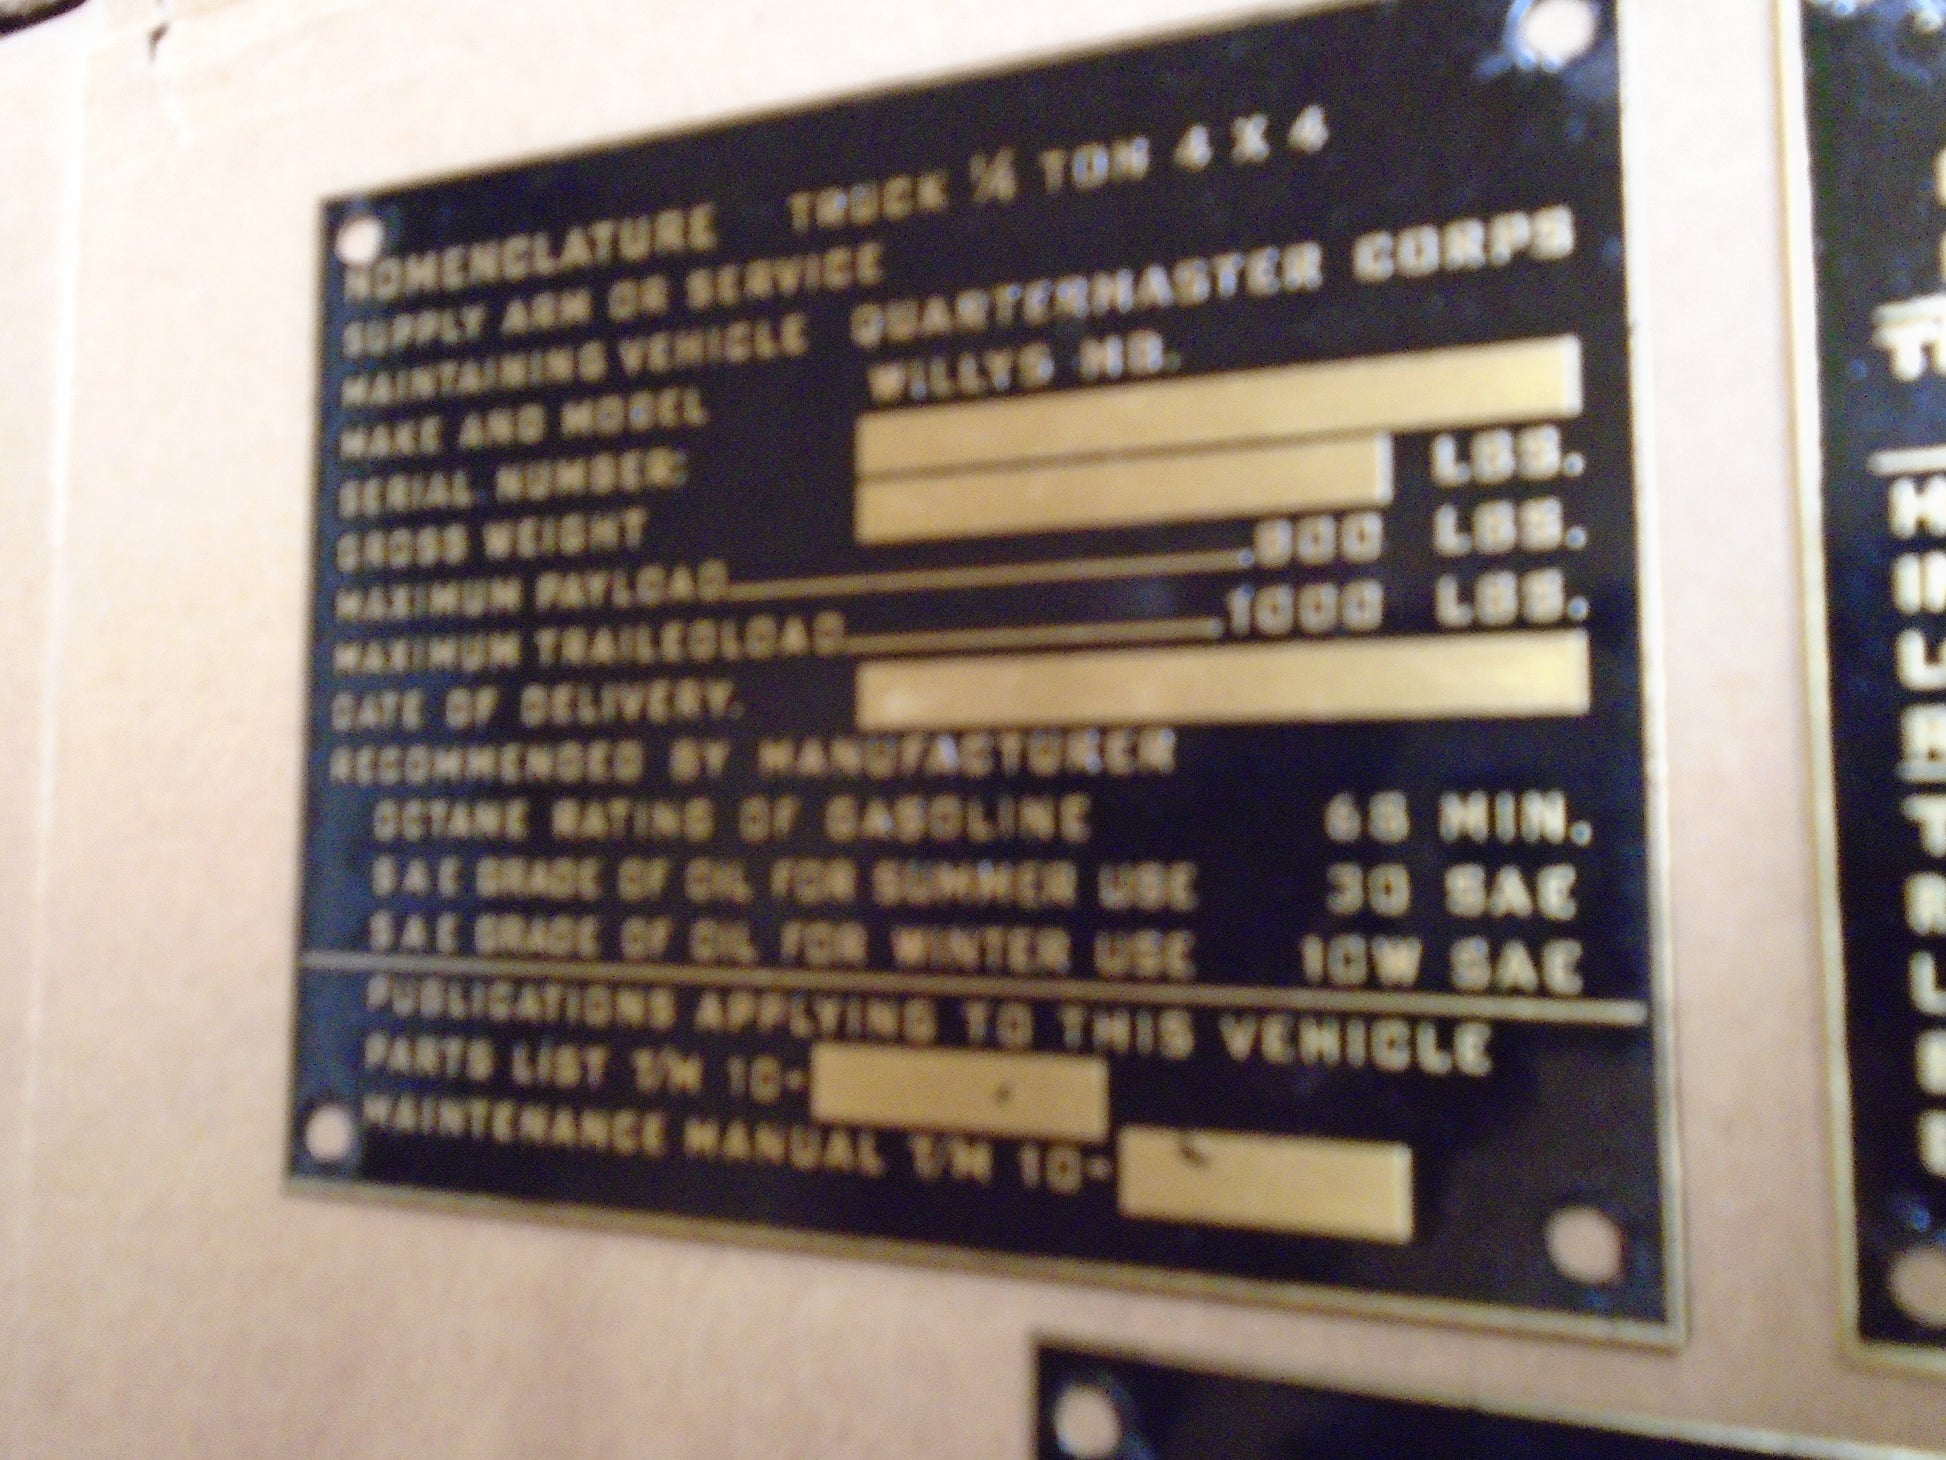 NOMENCLATURE TRUCK ¼ TON 4 X 4
SUPPLY ARM OR SERVICE
MAINTAINING VEHICLE QUARTERMASTER CORPS
MAKE AND MODEL WILLYS MB.
SERIAL NUMBER:
GROSS WEIGHT LBS.
MAXIMUM PAYLOAD 800 LBS.
MAXIMUM 1000 LBS.
DATE OF DELIVERY.
RECOMMENDED BY MANUFACTURER
OCTANE RATING OF GASOLINE 68 MIN.
S A E GRADE OF OIL FOR SUMMER USE 30 SAE
S A E GRADE OF OIL FOR WINTER USE 10W SAE
PUBLICATIONS APPLYING TO THIS VEHICLE
PARTS LIST T/M 10-
MAINTENANCE MANUAL T/M 10-